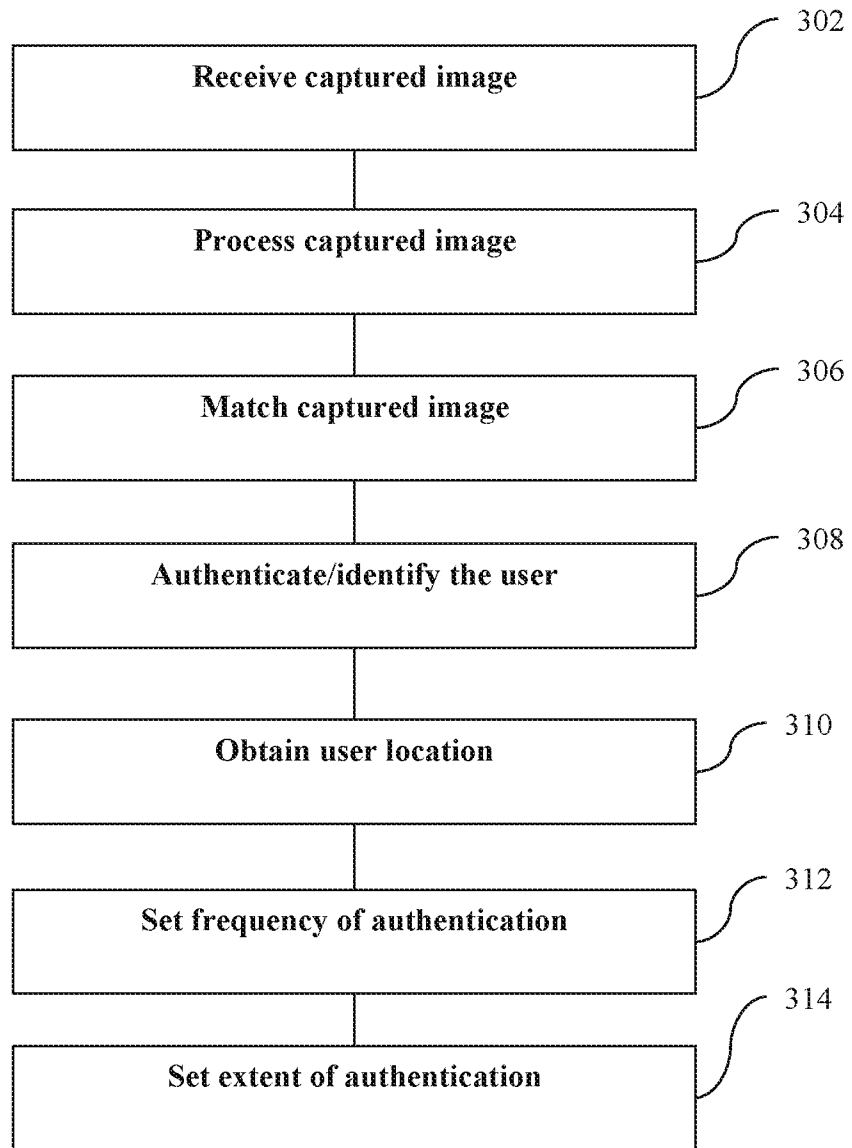 302
Receive captured image
304
Process captured image
306
Match captured image
308
Authenticate/identify the user
310
Obtain user location
312
Set frequency of authentication
314
Set extent of authentication